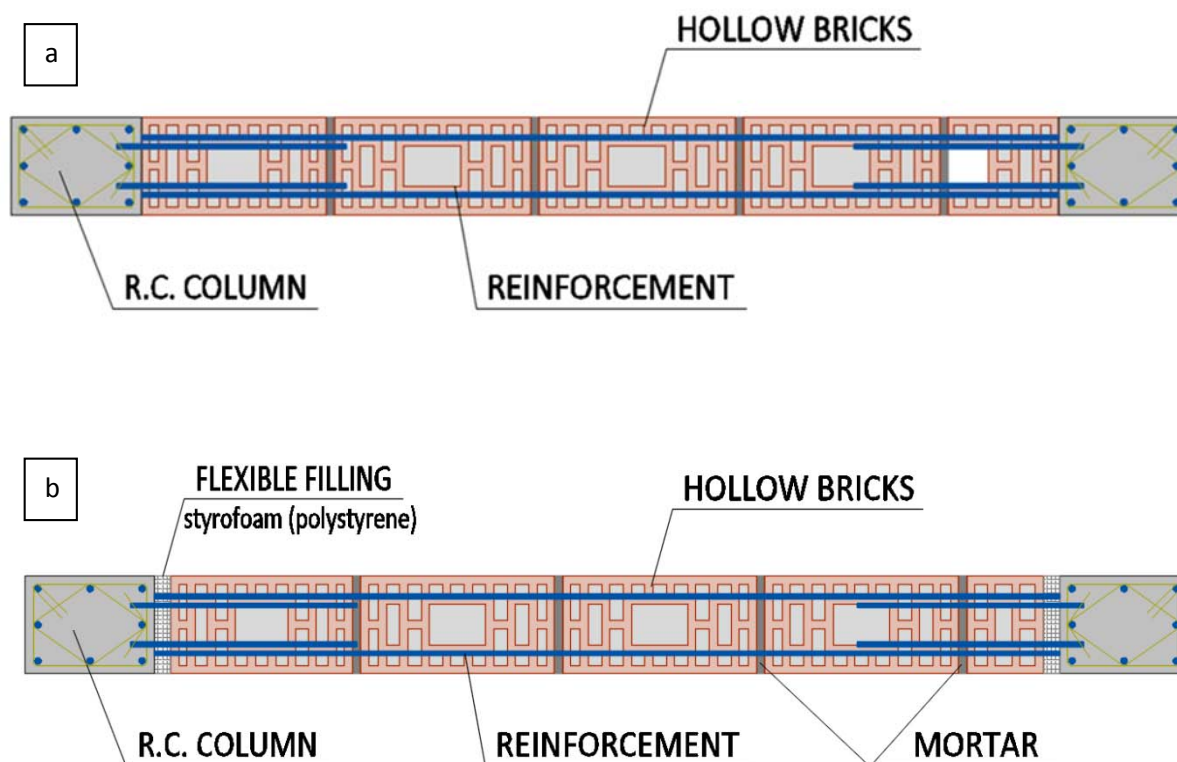 a
HOLLOW BRICKS
R.C. COLUMN
REINFORCEMENT
b
FLEXIBLE FILLING
styrofoam (polystyrene)
HOLLOW BRICKS
R.C. COLUMN
REINFORCEMENT
MORTAR